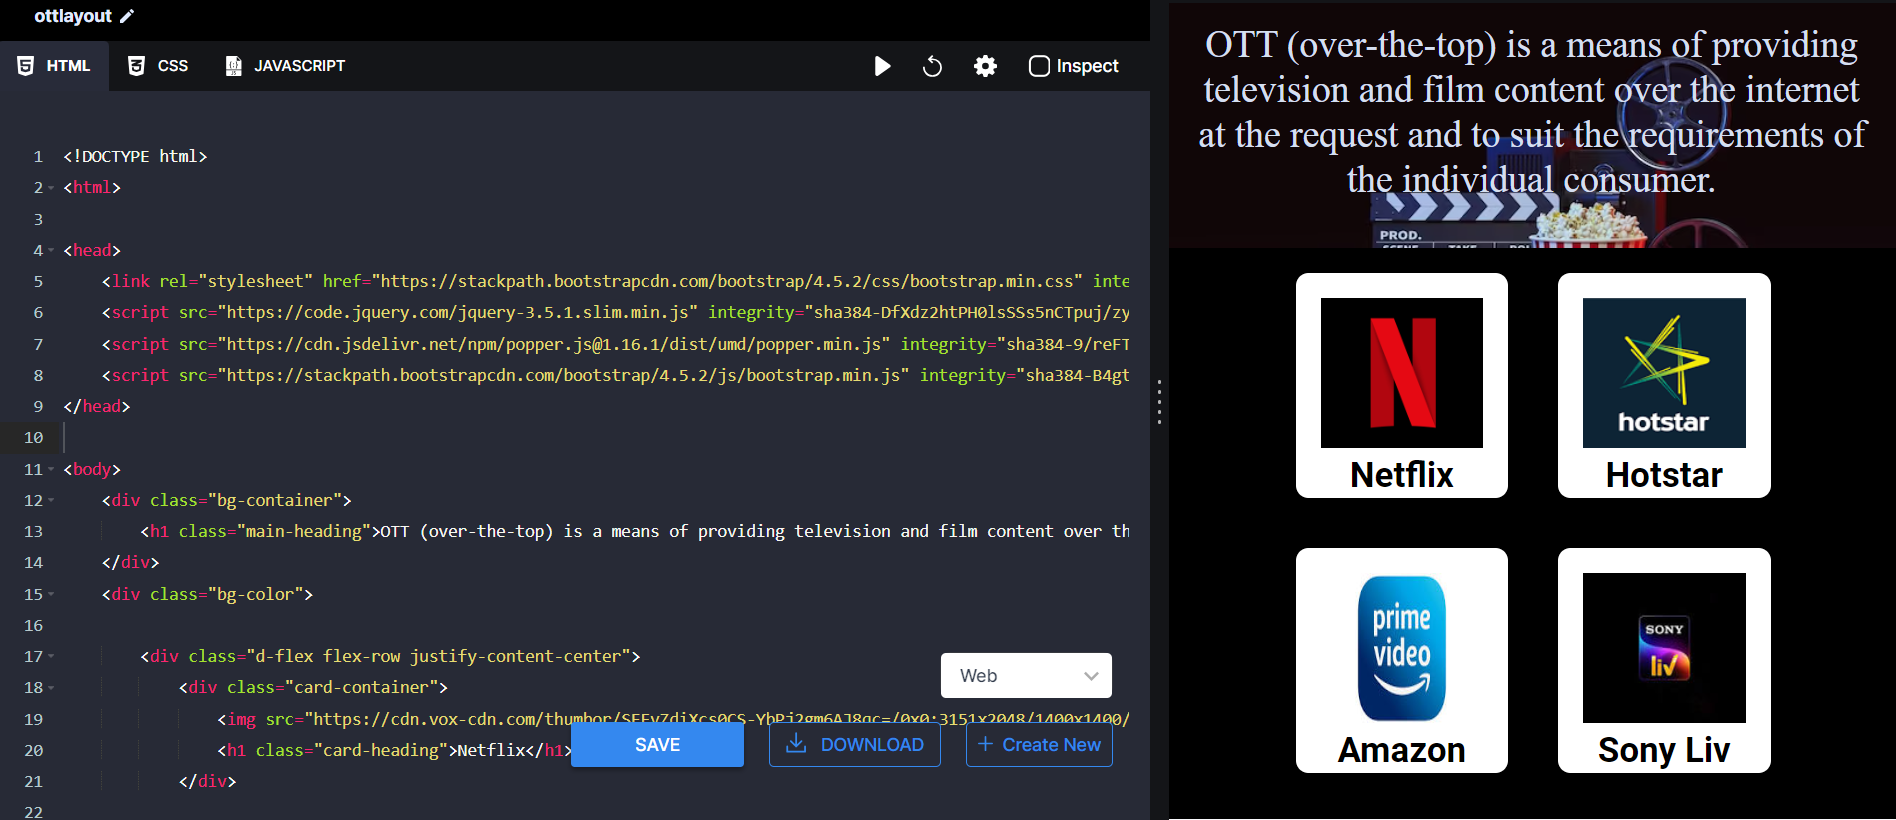 ottlayout
HTML
CSS
JAVASCRIPT
Inspect
1 <!DOCTYPE html>
2 <html>
3
4 <head>
5 <link rel="stylesheet" href="https://stackpath.bootstrapcdn.com/bootstrap/4.5.2/css/bootstrap.min.css" inte
6 <script src="https://code.jquery.com/jquery-3.5.1.slim.min.js" integrity="sha384-DfXdz2htPH0lsSSs5nCTpuj/zy
7 <script src="https://cdn.jsdelivr.net/npm/popper.js@1.16.1/dist/umd/popper.min.js" integrity="sha384-9/reFT
8 <script src="https://stackpath.bootstrapcdn.com/bootstrap/4.5.2/js/bootstrap.min.js" integrity="sha384-B4gt
9 </head>
10
11 <body>
12 <div class="bg-container">
13 <h1 class="main-heading">OTT (over-the-top) is a means of providing television and film content over th
14 </div>
15 <div class="bg-color">
16
17 <div class="d-flex flex-row justify-content-center">
18 <div class="card-container">
19 <img src="https://cdn.vox-cdn.com/thumbor/
20 <h1 class="card-heading">Netflix</h1>
21 </div>
22
Web
SAVE
DOWNLOAD
+ Create New
OTT (over-the-top) is a means of providing
television and film content over the internet
at the request and to suit the requirements of
the individual consumer.
PROD.
N
hotstar
Netflix
Hotstar
prime
video
SONY
liv
Amazon
Sony Liv